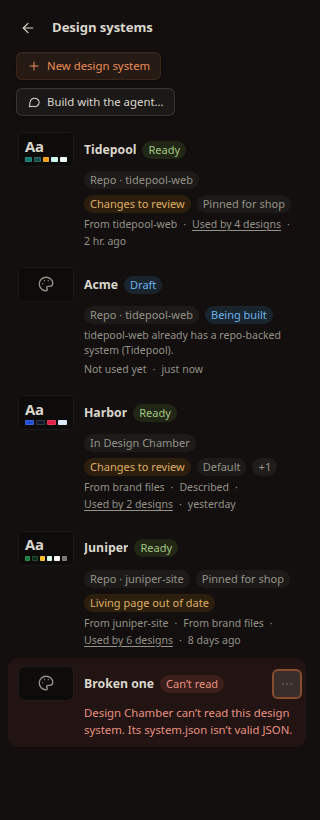 Design systems
New design system
Build with the agent...
Aa
Tidepool Ready
Repo · tidepool-web
Changes to review Pinned for shop
From tidepool-web · Used by 4 designs ·
2 hr. ago
Acme Draft
Repo · tidepool-web Being built
tidepool-web already has a repo-backed
system (Tidepool).
Not used yet · just now
Aa
Harbor Ready
In Design Chamber
Changes to review Default +1
From brand files · Described ·
Used by 2 designs · yesterday
Aa
Juniper Ready
Repo · juniper-site Pinned for shop
Living page out of date
From juniper-site · From brand files ·
Used by 6 designs · 8 days ago
Broken one Can't read
Design Chamber can't read this design
system. Its system.json isn't valid JSON.